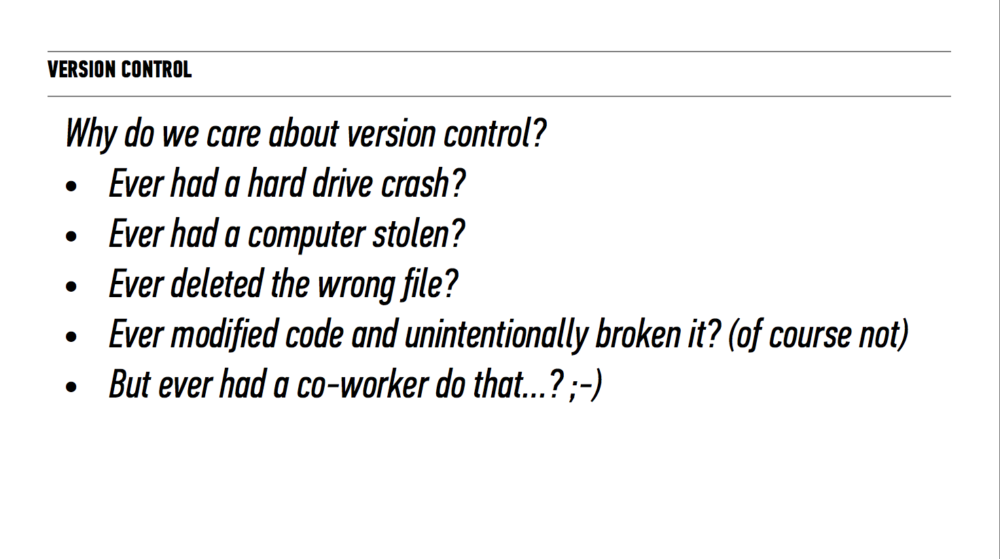 VERSION CONTROL
Why do we care about version control?
• Ever had a hard drive crash?
• Ever had a computer stolen?
• Ever deleted the wrong file?
• Ever modified code and unintentionally broken it? (of course not)
• But ever had a co-worker do that...? ;-)